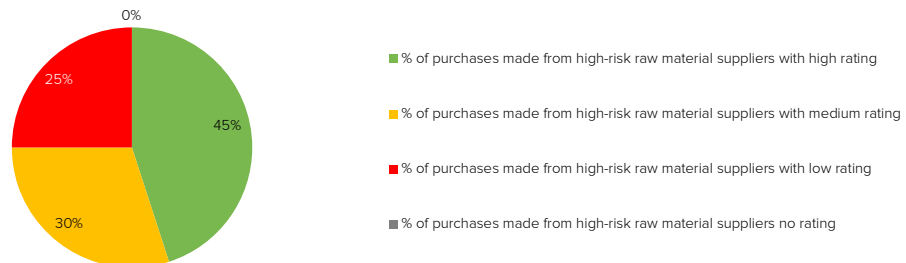 0%
25%
45%
30%
% of purchases made from high-risk raw material suppliers with high rating
% of purchases made from high-risk raw material suppliers with medium rating
% of purchases made from high-risk raw material suppliers with low rating
% of purchases made from high-risk raw material suppliers no rating